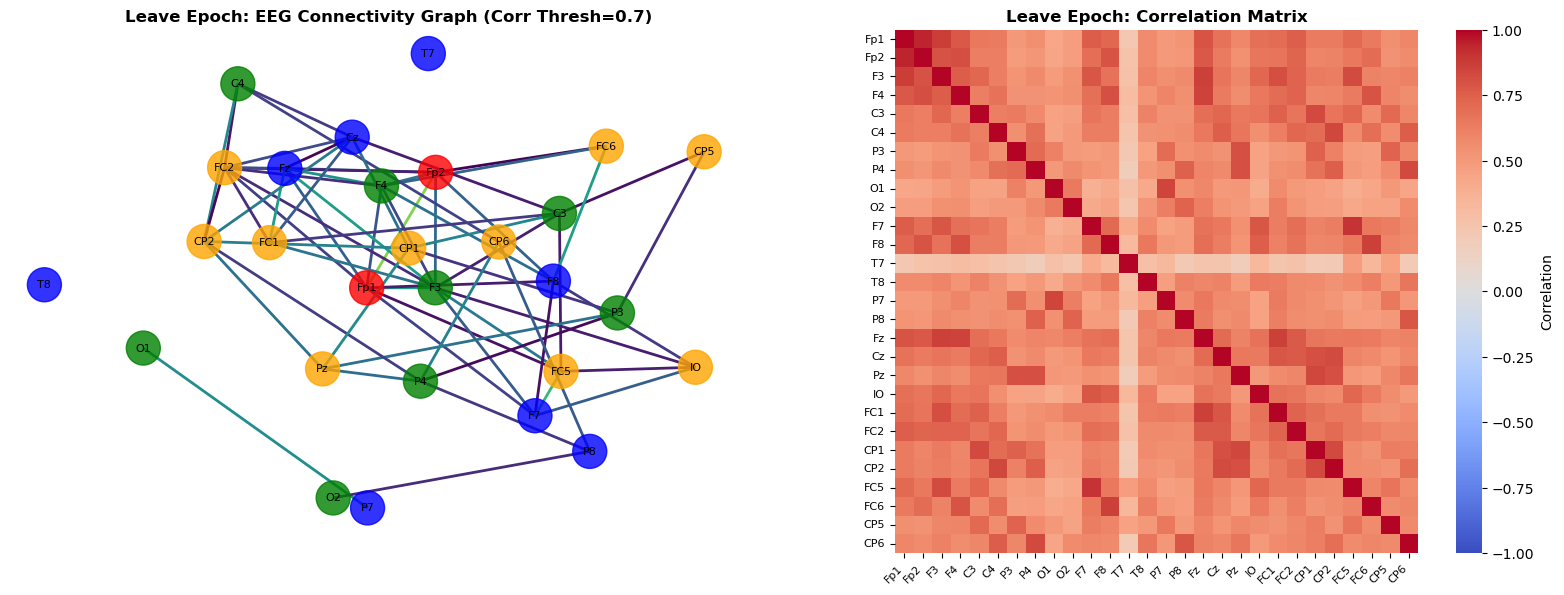 Leave Epoch: EEG Connectivity Graph (Corr Thresh=0.7)
T7
C4
Cz
FC6
CP5
FC2
Fz
Fp2
F4
C3
CP2
FC1
CP1
CP6
T8
Fp1
F3
F8
P3
O1
Pz
P4
FC5
IO
F7
P8
O2
P7
Leave Epoch: Correlation Matrix
Fp1
Fp2
F3
F4
C3
C4
P3
P4
O1
O2
F7
F8
T7
T8
P7
P8
Fz
Cz
Pz
IO
FC1
FC2
CP1
CP2
FC5
FC6
CP5
CP6
Fp1 Fp2 F3 F4 C3 C4 P3 P4 O1 O2 F7 F8 T7 T8 P7 P8 Fz Cz Pz IO FC1 FC2 CP1 CP2 FC5 FC6 CP5 CP6
1.00
0.75
0.50
0.25
0.00
−0.25
−0.50
−0.75
−1.00
Correlation